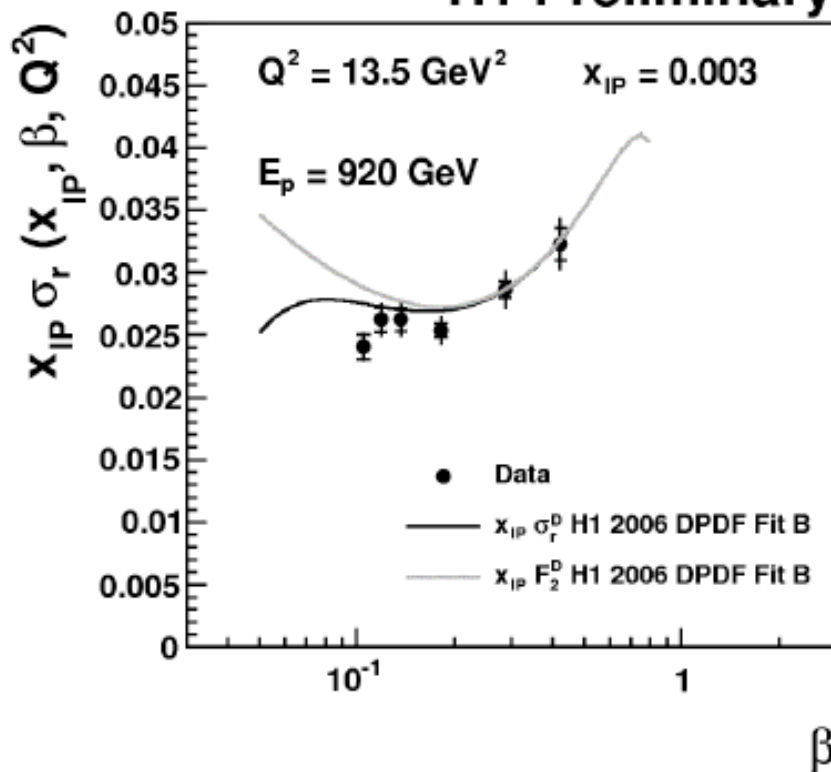 Q² = 13.5 GeV² x_IP = 0.003
E_p = 920 GeV
x_IP σ_r (x_IP, β, Q²)
0.05
0.045
0.04
0.035
0.03
0.025
0.02
0.015
0.01
0.005
0
Data
x_IP σ_r^D H1 2006 DPDF Fit B
x_IP F_2^D H1 2006 DPDF Fit B
10⁻¹ 1
β